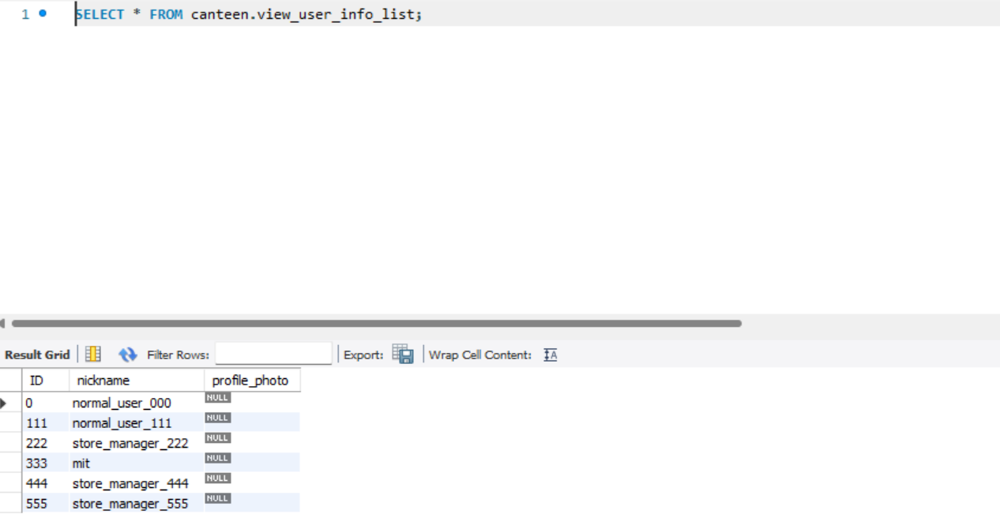 1 SELECT * FROM canteen.view_user_info_list;
Result Grid Filter Rows: Export: Wrap Cell Content: IA
ID nickname profile_photo
0 normal_user_000 NULL
111 normal_user_111 NULL
222 store_manager_222 NULL
333 mit NULL
444 store_manager_444 NULL
555 store_manager_555 NULL